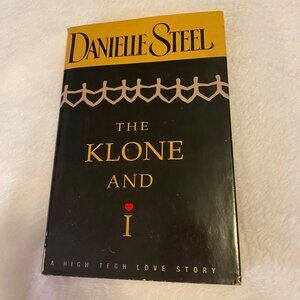 DANIELLE STEEL
THE
KLONE
AND
i
A HIGH TECH LOVE STORY